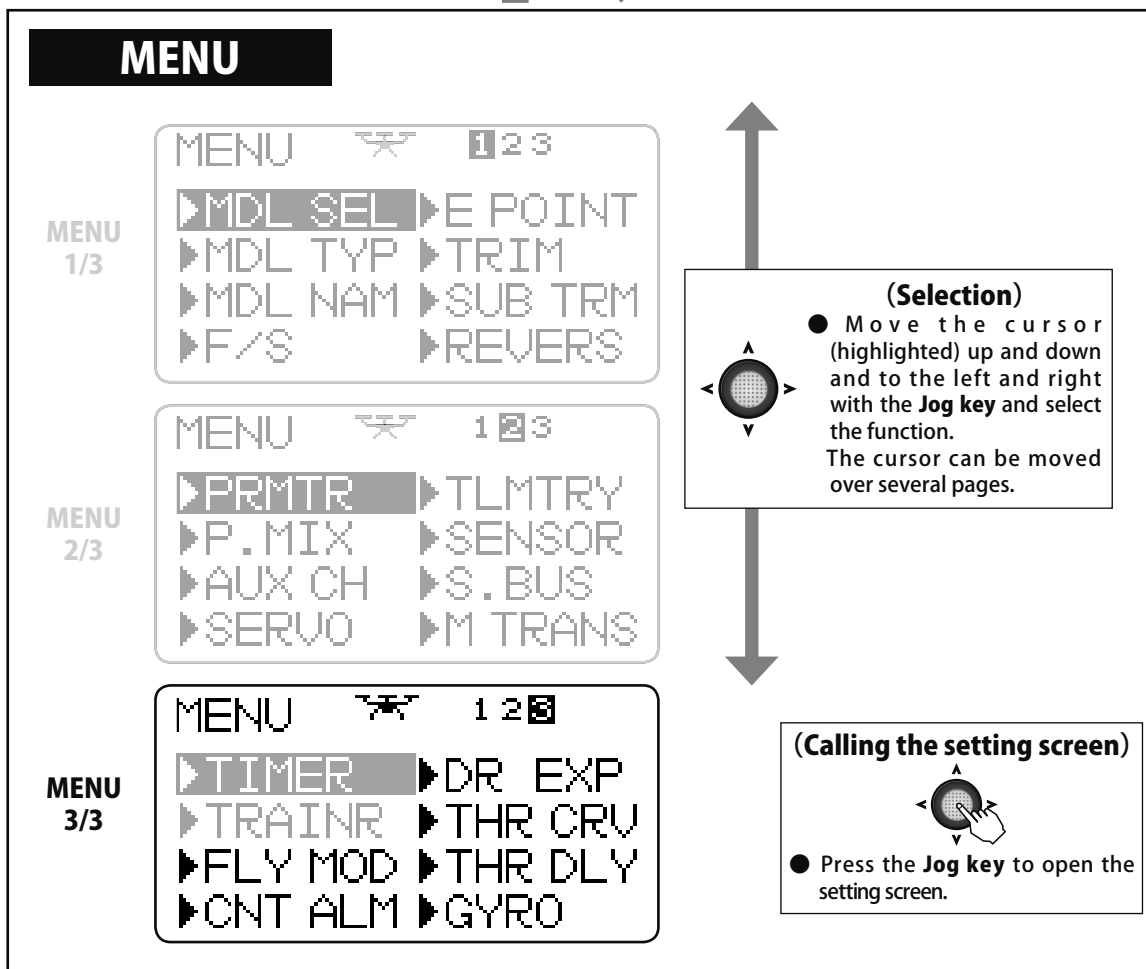 MENU
MENU 1 2 3
MENU
1/3
▶MDL SEL ▶E POINT
▶MDL TYP ▶TRIM
▶MDL NAM ▶SUB TRM
▶F/S ▶REVERS
(Selection)
● Move the cursor
(highlighted) up and down
and to the left and right
with the Jog key and select
the function.
The cursor can be moved
over several pages.
MENU 1 2 3
MENU
2/3
▶PRMTR ▶TLMTRY
▶P.MIX ▶SENSOR
▶AUX CH ▶S.BUS
▶SERVO ▶M TRANS
MENU 1 2 3
MENU
3/3
▶TIMER ▶DR EXP
▶TRAINR ▶THR CRV
▶FLY MOD ▶THR DLY
▶CNT ALM ▶GYRO
(Calling the setting screen)
● Press the Jog key to open the
setting screen.